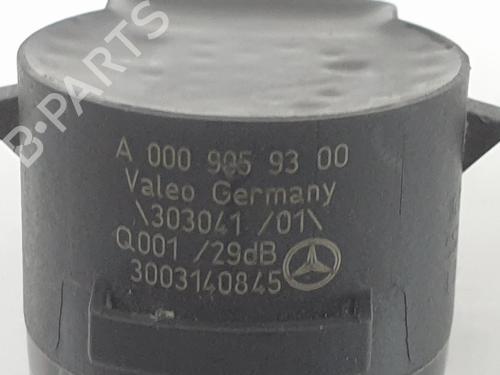 B-PARTS
A 000 905 93 00
Valeo Germany
\303041 /01\
Q001 /29dB
3003140845